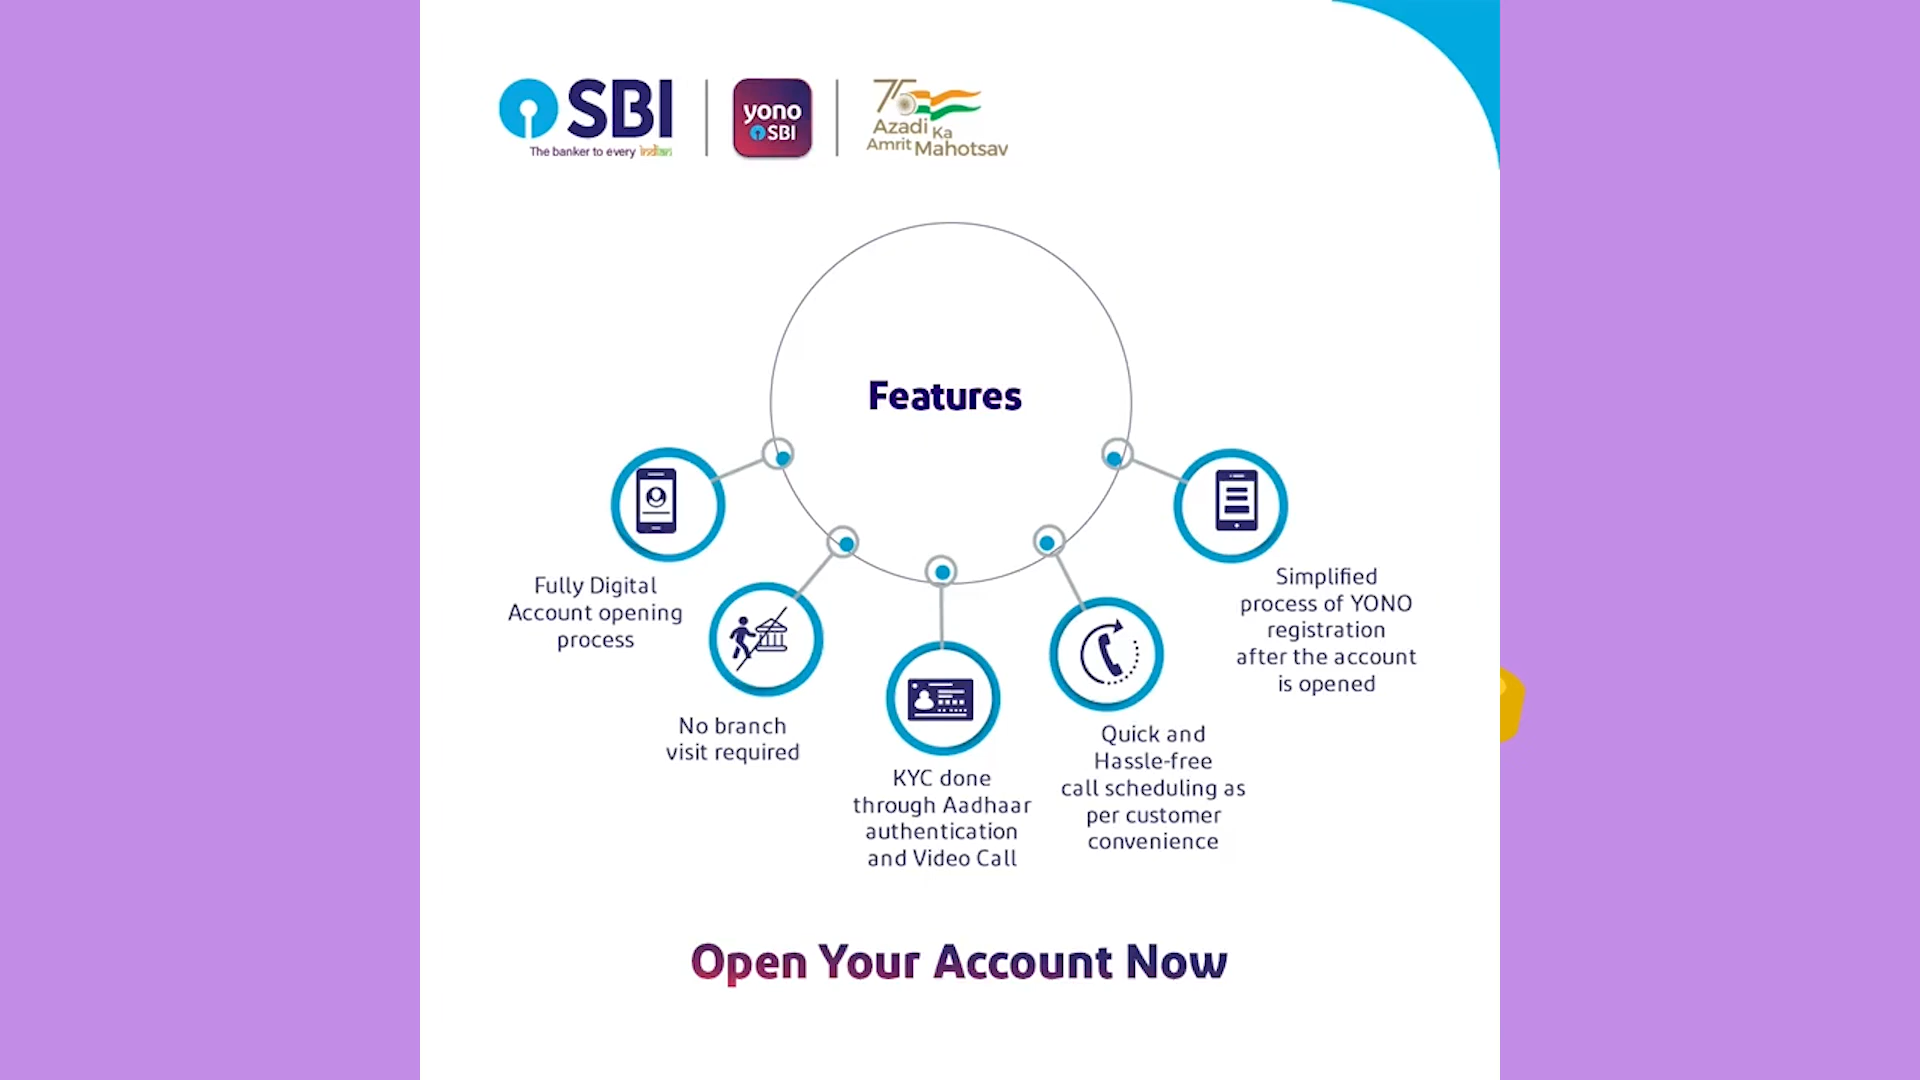 SBI
The banker to every indian
yono
SBI
75
Azadi Ka
Amrit Mahotsav
Features
Fully Digital
Account opening
process
No branch
visit required
KYC done
through Aadhaar
authentication
and Video Call
Quick and
Hassle-free
call scheduling as
per customer
convenience
Simplified
process of YONO
registration
after the account
is opened
Open Your Account Now